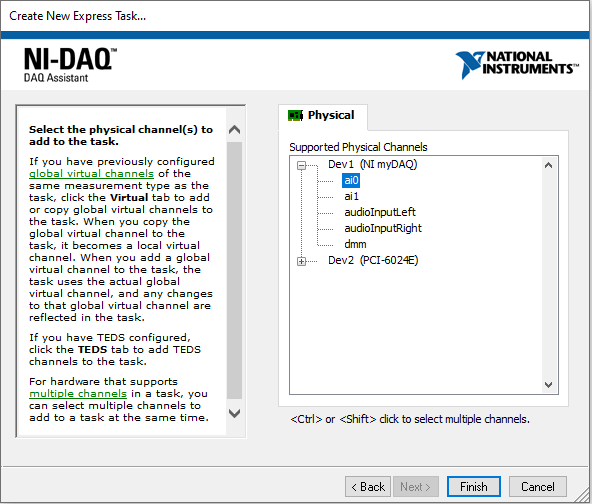 Create New Express Task...
NI-DAQ™
DAQ Assistant
NATIONAL
INSTRUMENTS™
Select the physical channel(s) to
add to the task.
If you have previously configured
global virtual channels of the
same measurement type as the
task, click the Virtual tab to add
or copy global virtual channels to
the task. When you copy the
global virtual channel to the
task, it becomes a local virtual
channel. When you add a global
virtual channel to the task, the
task uses the actual global
virtual channel, and any changes
to that global virtual channel are
reflected in the task.
If you have TEDS configured,
click the TEDS tab to add TEDS
channels to the task.
For hardware that supports
multiple channels in a task, you
can select multiple channels to
add to a task at the same time.
Physical
Supported Physical Channels
Dev1 (NI myDAQ)
ai0
ai1
audioInputLeft
audioInputRight
dmm
Dev2 (PCI-6024E)
<Ctrl> or <Shift> click to select multiple channels.
< Back Next > Finish Cancel